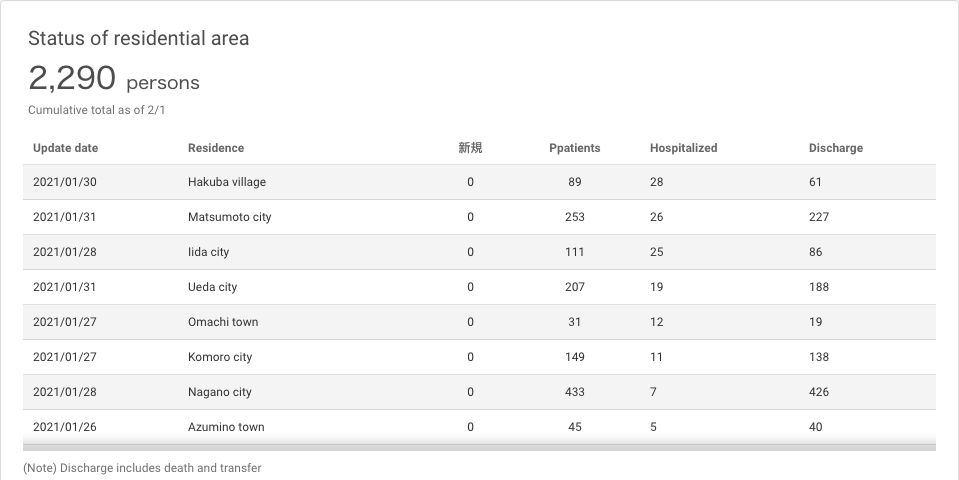 Status of residential area
2,290 persons
Cumulative total as of 2/1
Update date Residence 新規 Ppatients Hospitalized Discharge
2021/01/30 Hakuba village 0 89 28 61
2021/01/31 Matsumoto city 0 253 26 227
2021/01/28 Iida city 0 111 25 86
2021/01/31 Ueda city 0 207 19 188
2021/01/27 Omachi town 0 31 12 19
2021/01/27 Komoro city 0 149 11 138
2021/01/28 Nagano city 0 433 7 426
2021/01/26 Azumino town 0 45 5 40
(Note) Discharge includes death and transfer